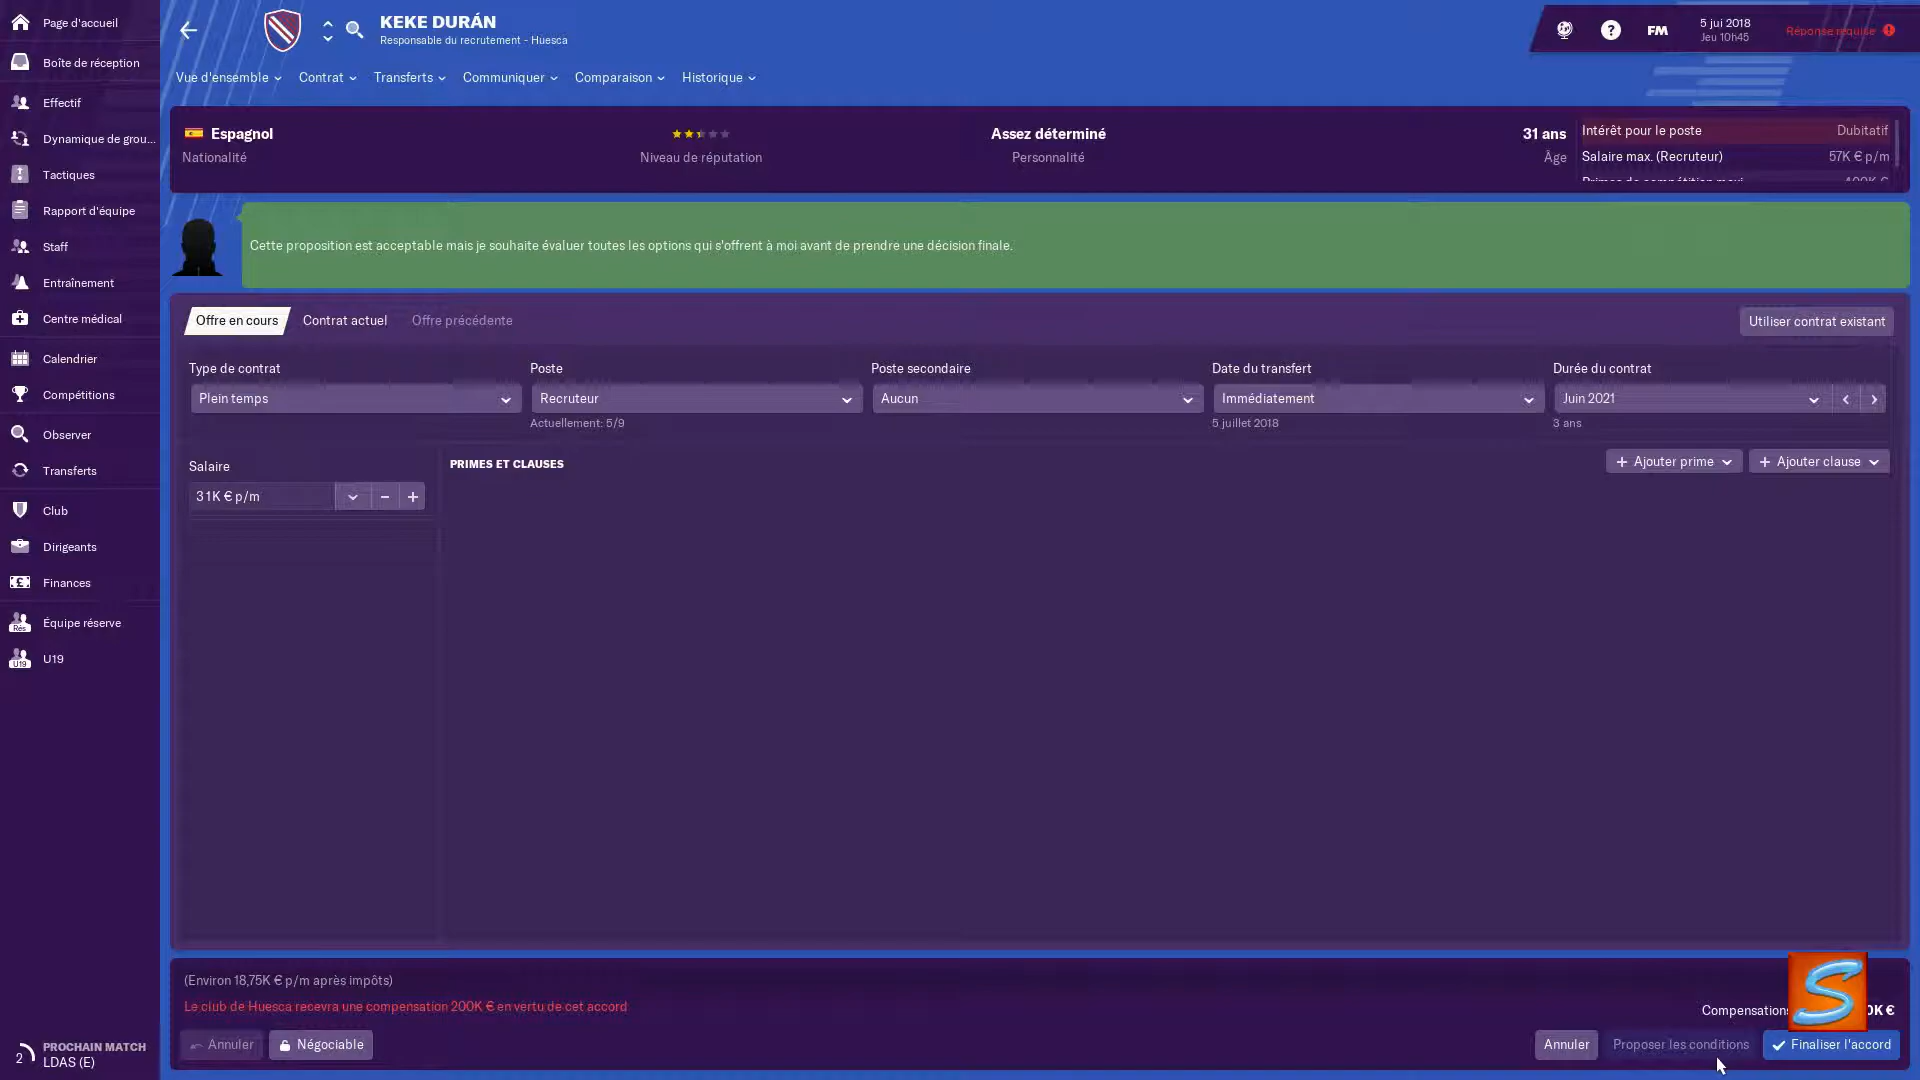 Page d'accueil
Boîte de réception
Effectif
Dynamique de grou...
Tactiques
Rapport d'équipe
Staff
Entraînement
Centre médical
Calendrier
Compétitions
Observer
Transferts
Club
Dirigeants
Finances
Rés
Équipe réserve
U19
U19
2
PROCHAIN MATCH
LDAS (E)
KEKE DURÁN
Responsable du recrutement - Huesca
? FM
5 jui 2018
Jeu 10h45
Réponse requise
Vue d'ensemble Contrat Transferts Communiquer Comparaison Historique
Espagnol
Nationalité
Niveau de réputation
Assez déterminé
Personnalité
31 ans
Âge
Intérêt pour le poste Dubitatif
Salaire max. (Recruteur) 57K € p/m
Cette proposition est acceptable mais je souhaite évaluer toutes les options qui s'offrent à moi avant de prendre une décision finale.
Offre en cours Contrat actuel Offre précédente Utiliser contrat existant
Type de contrat Poste Poste secondaire Date du transfert Durée du contrat
Plein temps Recruteur Aucun Immédiatement Juin 2021
Actuellement: 5/9 5 juillet 2018 3 ans
Salaire
31K € p/m
PRIMES ET CLAUSES
Ajouter prime Ajouter clause
(Environ 18,75K € p/m après impôts)
Le club de Huesca recevra une compensation 200K € en vertu de cet accord
Compensation
0K €
Annuler Négociable Annuler Proposer les conditions Finaliser l'accord
S